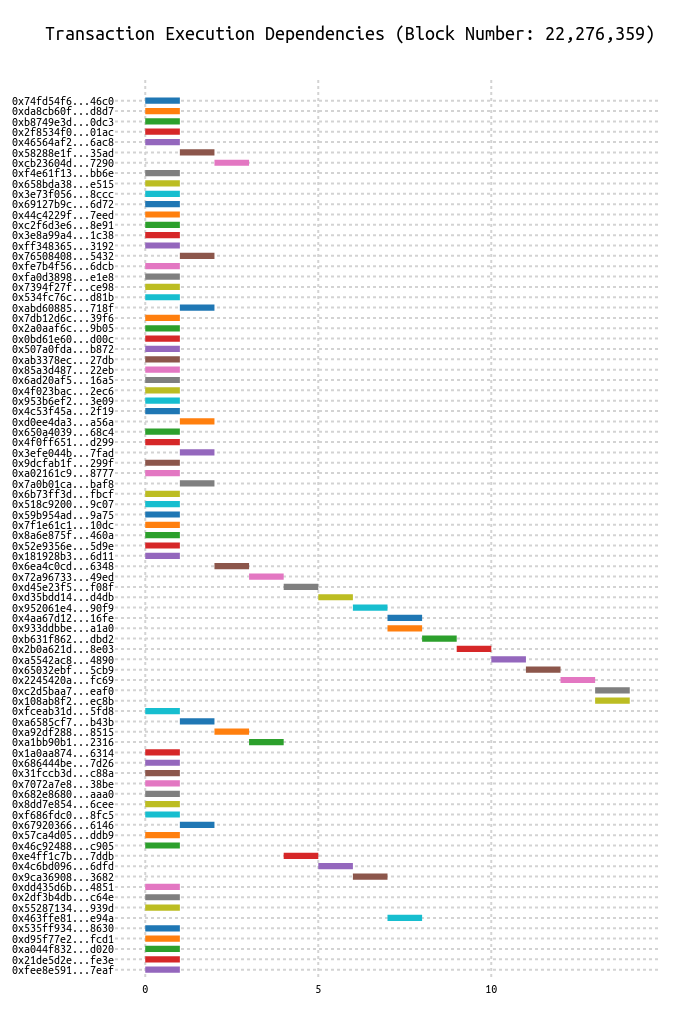 Transaction Execution Dependencies (Block Number: 22,276,359)
0x74fd54f6...46c0
0xda8cb60f...d8d7
0xb8749e3d...0dc3
0x2f8534f0...01ac
0x46564af2...6ac8
0x58288e1f...35ad
0xcb23604d...7290
0xf4e61f13...bb6e
0x658bda38...e515
0x3e73f056...8ccc
0x69127b9c...6d72
0x44c4229f...7eed
0xc2f6d3e6...8e91
0x3e8a99a4...1c38
0xff348365...3192
0x76508408...5432
0xfe7b4f56...6dcb
0xfa0d3898...e1e8
0x7394f27f...ce98
0x534fc76c...d81b
0xabd60885...718f
0x7db12d6c...39f6
0x2a0aaf6c...9b05
0x0bd61e60...d00c
0x507a0fda...b872
0xab3378ec...27db
0x85a3d487...22eb
0x6ad20af5...16a5
0x4f023bac...2ec6
0x953b6ef2...3e09
0x4c53f45a...2f19
0xd0ee4da3...a56a
0x650a4039...68c4
0x4f0ff651...d299
0x3efe044b...7fad
0x9dcfab1f...299f
0xa02161c9...8777
0x7a0b01ca...baf8
0x6b73ff3d...fbcf
0x518c9200...9c07
0x59b954ad...9a75
0x7f1e61c1...10dc
0x8a6e875f...460a
0x52e9356e...5d9e
0x181928b3...6d11
0x6ea4c0cd...6348
0x72a96733...49ed
0xd45e23f5...f08f
0xd35bdd14...d4db
0x952061e4...90f9
0x4aa67d12...16fe
0x933ddbbe...a1a0
0xb631f862...dbd2
0x2b0a621d...8e03
0xa5542ac8...4890
0x65032ebf...5cb9
0x2245420a...fc69
0xc2d5baa7...eaf0
0x108ab8f2...ec8b
0xfceab31d...5fd8
0xa6585cf7...b43b
0xa92df288...8515
0xa1bb90b1...2316
0x1a0aa874...6314
0x686444be...7d26
0x31fccb3d...c88a
0x7072a7e8...38be
0x682e8680...aaa0
0x8dd7e854...6cee
0xf686fdc0...8fc5
0x67920366...6146
0x57ca4d05...ddb9
0x46c92488...c905
0xe4ff1c7b...7ddb
0x4c6bd096...6dfd
0x9ca36908...3682
0xdd435d6b...4851
0x2df3b4db...c64e
0x55287134...939d
0x463ffe81...e94a
0x535ff934...8630
0xd95f77e2...fcd1
0xa044f832...d020
0x21de5d2e...fe3e
0xfee8e591...7eaf
0 5 10